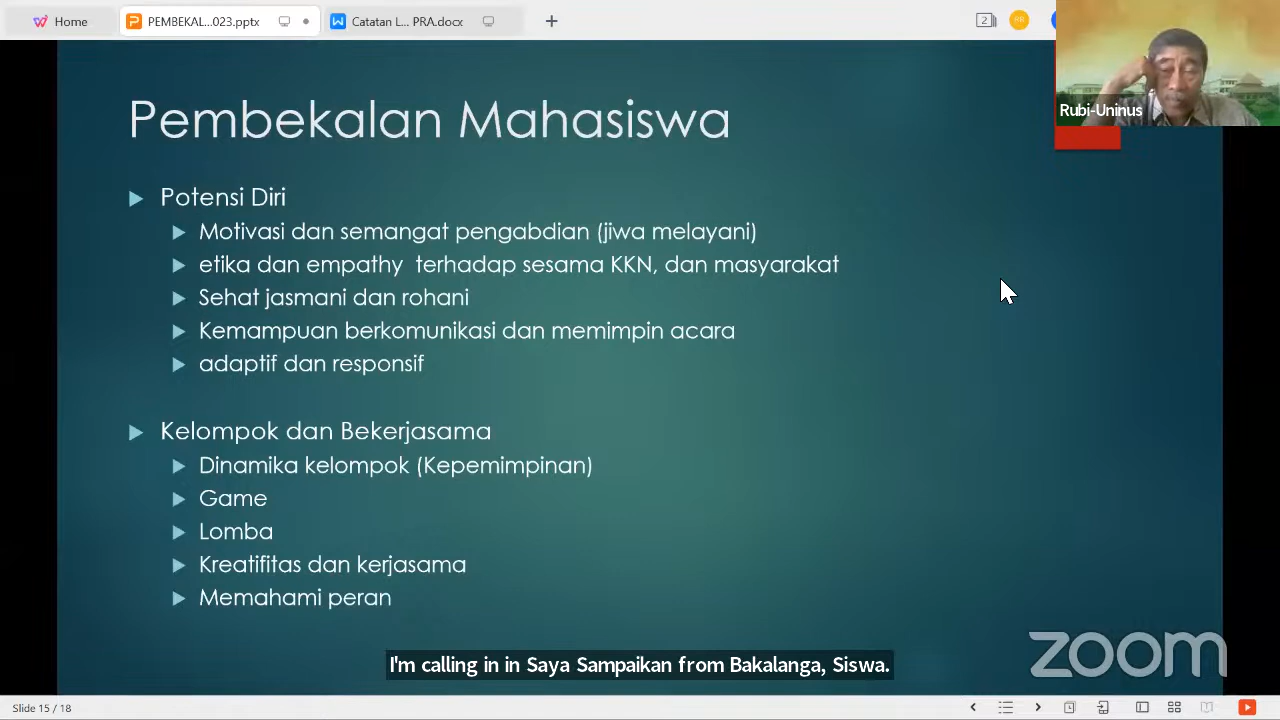 Home
PEMBEKAL...023.pptx
Catatan L... PRA.docx
2
RR
Rubi-Uninus
Pembekalan Mahasiswa
Potensi Diri
Motivasi dan semangat pengabdian (jiwa melayani)
etika dan empathy terhadap sesama KKN, dan masyarakat
Sehat jasmani dan rohani
Kemampuan berkomunikasi dan memimpin acara
adaptif dan responsif
Kelompok dan Bekerjasama
Dinamika kelompok (Kepemimpinan)
Game
Lomba
Kreatifitas dan kerjasama
Memahami peran
I'm calling in in Saya Sampaikan from Bakalanga, Siswa.
zoom
Slide 15 / 18